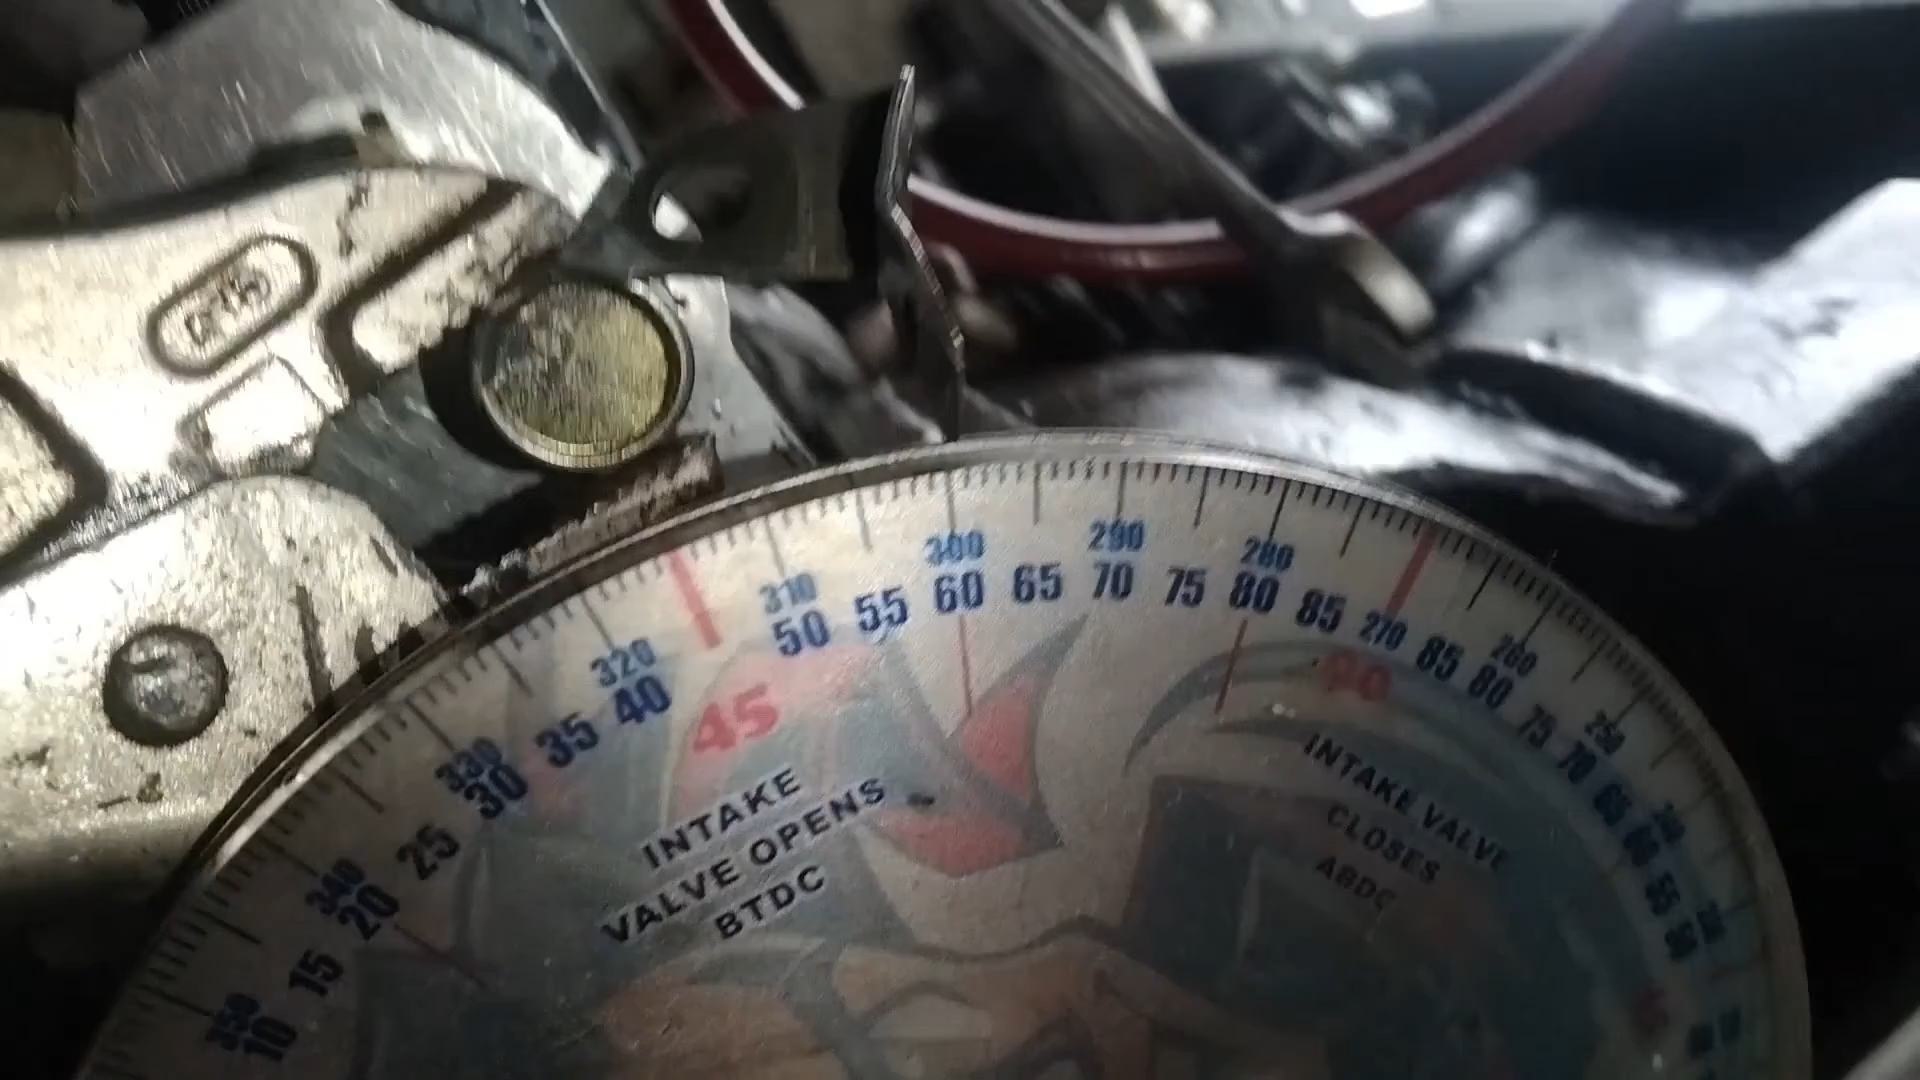 300 290 280
310 60 65 70 75 80 85 270 85 260
50 55 80
320 40 45 90 75 250
330 35 70
30 25
340 20
15
350 10
INTAKE
VALVE OPENS
BTDC
INTAKE VALVE
CLOSES
ABDC
65
60
55
50